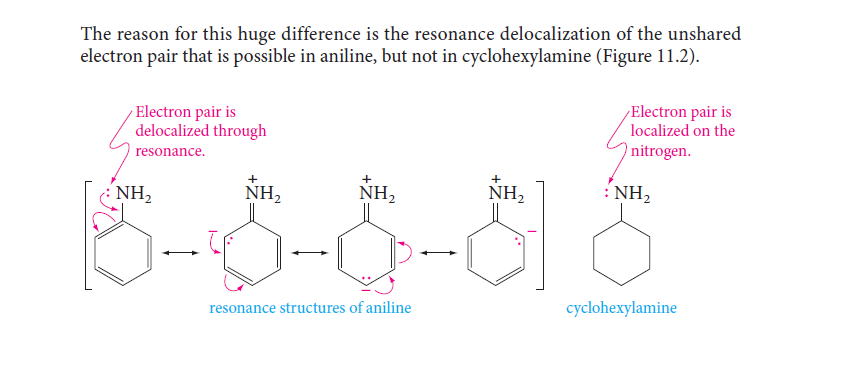 The reason for this huge difference is the resonance delocalization of the unshared
electron pair that is possible in aniline, but not in cyclohexylamine (Figure 11.2).
Electron pair is
delocalized through
resonance.
Electron pair is
localized on the
nitrogen.
: NH₂
+
NH₂
+
NH₂
+
NH₂
: NH₂
resonance structures of aniline
cyclohexylamine